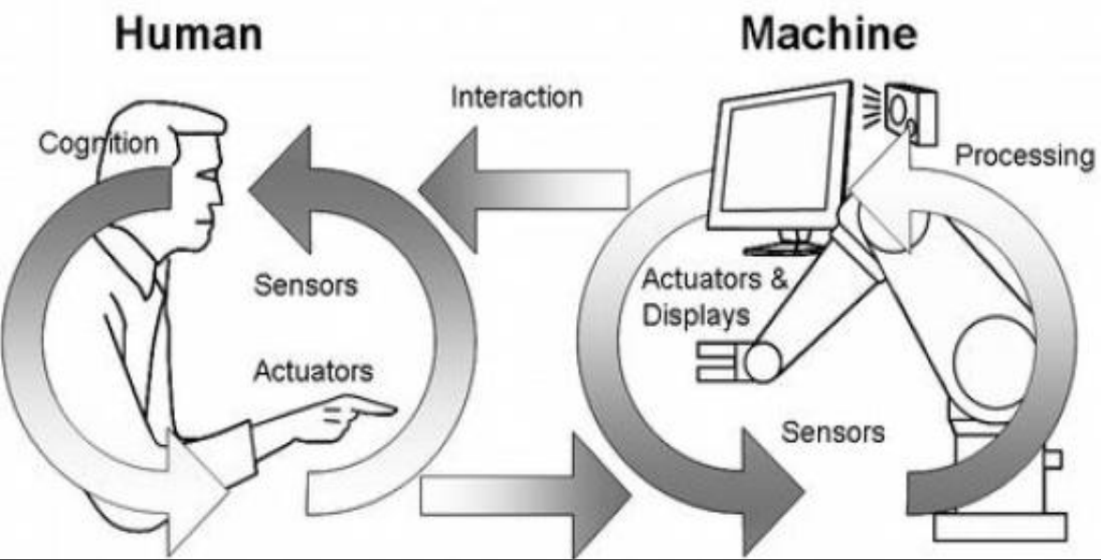 Human
Machine
Interaction
Cognition
Processing
Sensors
Actuators &
Displays
Actuators
Sensors